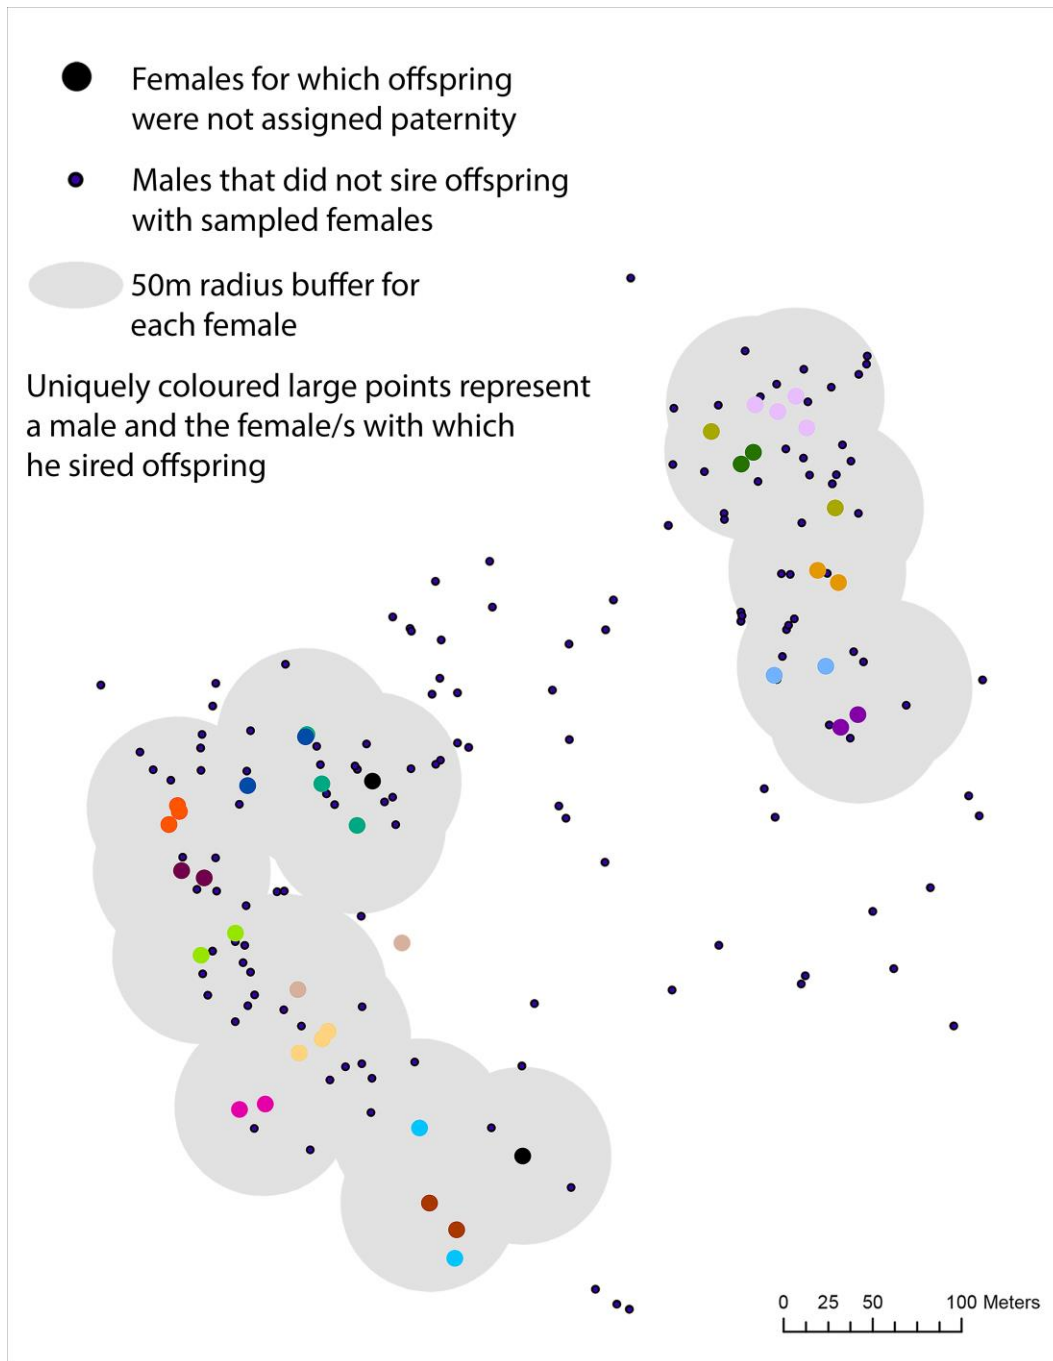 Females for which offspring
were not assigned paternity
Males that did not sire offspring
with sampled females
50m radius buffer for
each female
Uniquely coloured large points represent
a male and the female/s with which
he sired offspring
0 25 50 100 Meters